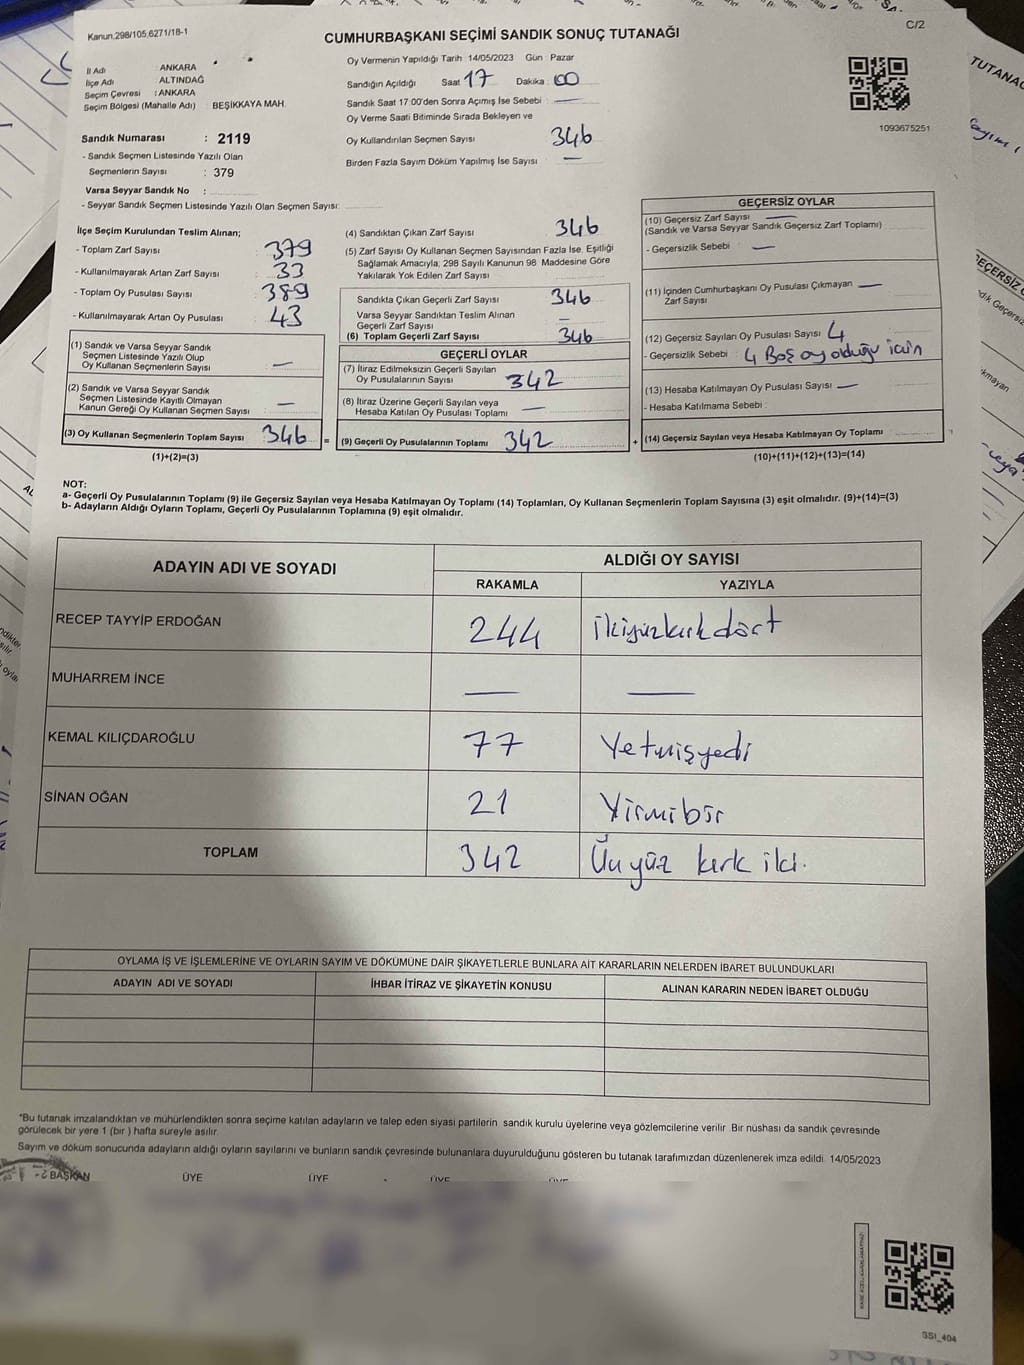 Kanun.298/105,6271/18-1
CUMHURBAŞKANI SEÇİMİ SANDIK SONUÇ TUTANAĞI
C/2
İl Adı : ANKARA
İlçe Adı : ALTINDAĞ
Seçim Çevresi : ANKARA
Seçim Bölgesi (Mahalle Adı) : BEŞİKKAYA MAH.
Sandık Numarası : 2119
- Sandık Seçmen Listesinde Yazılı Olan
Seçmenlerin Sayısı : 379
Varsa Seyyar Sandık No :
- Seyyar Sandık Seçmen Listesinde Yazılı Olan Seçmen Sayısı:
Oy Vermenin Yapıldığı Tarih : 14/05/2023 Gün : Pazar
Sandığın Açıldığı Saat 17 Dakika : 00
Sandık Saat 17:00'den Sonra Açımış İse Sebebi : —
Oy Verme Saati Bitiminde Sırada Bekleyen ve
Oy Kullandırılan Seçmen Sayısı 346
Birden Fazla Sayım Döküm Yapılmış İse Sayısı —
1093675251
İlçe Seçim Kurulundan Teslim Alınan;
- Toplam Zarf Sayısı 379
- Kullanılmayarak Artan Zarf Sayısı 33
- Toplam Oy Pusulası Sayısı 389
- Kullanılmayarak Artan Oy Pusulası 43
(1) Sandık ve Varsa Seyyar Sandık
Seçmen Listesinde Yazılı Olup
Oy Kullanan Seçmenlerin Sayısı —
(2) Sandık ve Varsa Seyyar Sandık
Seçmen Listesinde Kayıtlı Olmayan
Kanun Gereği Oy Kullanan Seçmen Sayısı —
(3) Oy Kullanan Seçmenlerin Toplam Sayısı 346 =
(1)+(2)=(3)
(4) Sandıktan Çıkan Zarf Sayısı 346
(5) Zarf Sayısı Oy Kullanan Seçmen Sayısından Fazla İse, Eşitliği
Sağlamak Amacıyla, 298 Sayılı Kanunun 98. Maddesine Göre
Yakılarak Yok Edilen Zarf Sayısı
Sandıkta Çıkan Geçerli Zarf Sayısı 346
Varsa Seyyar Sandıktan Teslim Alınan
Geçerli Zarf Sayısı —
(6) Toplam Geçerli Zarf Sayısı 346
GEÇERLİ OYLAR
(7) İtiraz Edilmeksizin Geçerli Sayılan
Oy Pusulalarının Sayısı 342
(8) İtiraz Üzerine Geçerli Sayılan veya
Hesaba Katılan Oy Pusulası Toplamı —
(9) Geçerli Oy Pusulalarının Toplamı 342 +
GEÇERSİZ OYLAR
(10) Geçersiz Zarf Sayısı —
(Sandık ve Varsa Seyyar Sandık Geçersiz Zarf Toplamı)
- Geçersizlik Sebebi —
(11) İçinden Cumhurbaşkanı Oy Pusulası Çıkmayan —
Zarf Sayısı
(12) Geçersiz Sayılan Oy Pusulası Sayısı 4
- Geçersizlik Sebebi : 4 Boş oy olduğu için
(13) Hesaba Katılmayan Oy Pusulası Sayısı —
- Hesaba Katılmama Sebebi :
(14) Geçersiz Sayılan veya Hesaba Katılmayan Oy Toplamı
(10)+(11)+(12)+(13)=(14)
NOT:
a- Geçerli Oy Pusulalarının Toplamı (9) ile Geçersiz Sayılan veya Hesaba Katılmayan Oy Toplamı (14) Toplamları, Oy Kullanan Seçmenlerin Toplam Sayısına (3) eşit olmalıdır. (9)+(14)=(3)
b- Adayların Aldığı Oyların Toplamı, Geçerli Oy Pusulalarının Toplamına (9) eşit olmalıdır.
ADAYIN ADI VE SOYADI ALDIĞI OY SAYISI
RAKAMLA YAZIYLA
RECEP TAYYİP ERDOĞAN 244 ikiyüzkırkdört
MUHARREM İNCE — —
KEMAL KILIÇDAROĞLU 77 Yetmişyedi
SİNAN OĞAN 21 Yirmibir
TOPLAM 342 Üçyüz kırk iki.
OYLAMA İŞ VE İŞLEMLERİNE VE OYLARIN SAYIM VE DÖKÜMÜNE DAİR ŞİKAYETLERLE BUNLARA AİT KARARLARIN NELERDEN İBARET BULUNDUKLARI
ADAYIN ADI VE SOYADI İHBAR İTİRAZ VE ŞİKAYETİN KONUSU ALINAN KARARIN NEDEN İBARET OLDUĞU
*Bu tutanak imzalandıktan ve mühürlendikten sonra seçime katılan adayların ve talep eden siyasi partilerin sandık kurulu üyelerine veya gözlemcilerine verilir. Bir nüshası da sandık çevresinde
görülecek bir yere 1 (bir) hafta süreyle asılır.
Sayım ve döküm sonucunda adayların aldığı oyların sayılarını ve bunların sandık çevresinde bulunanlara duyurulduğunu gösteren bu tutanak tarafımızdan düzenlenerek imza edildi. 14/05/2023
BAŞKAN ÜYE ÜYE ÜYE ÜYE
SSI_404